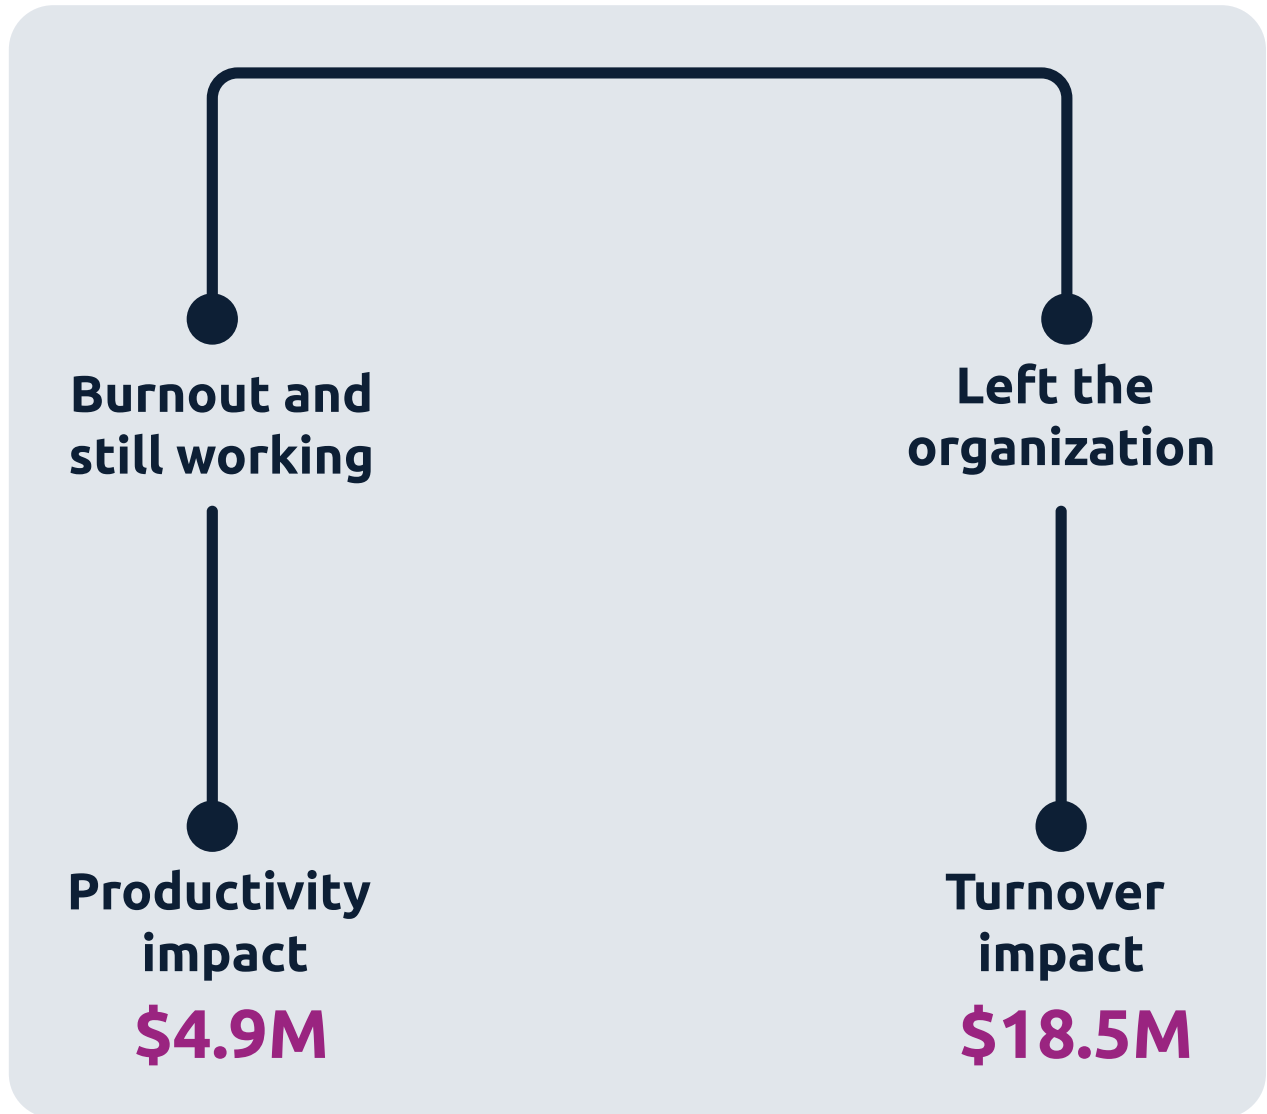 Burnout and
still working
Left the
organization
Productivity
impact
$4.9M
Turnover
impact
$18.5M